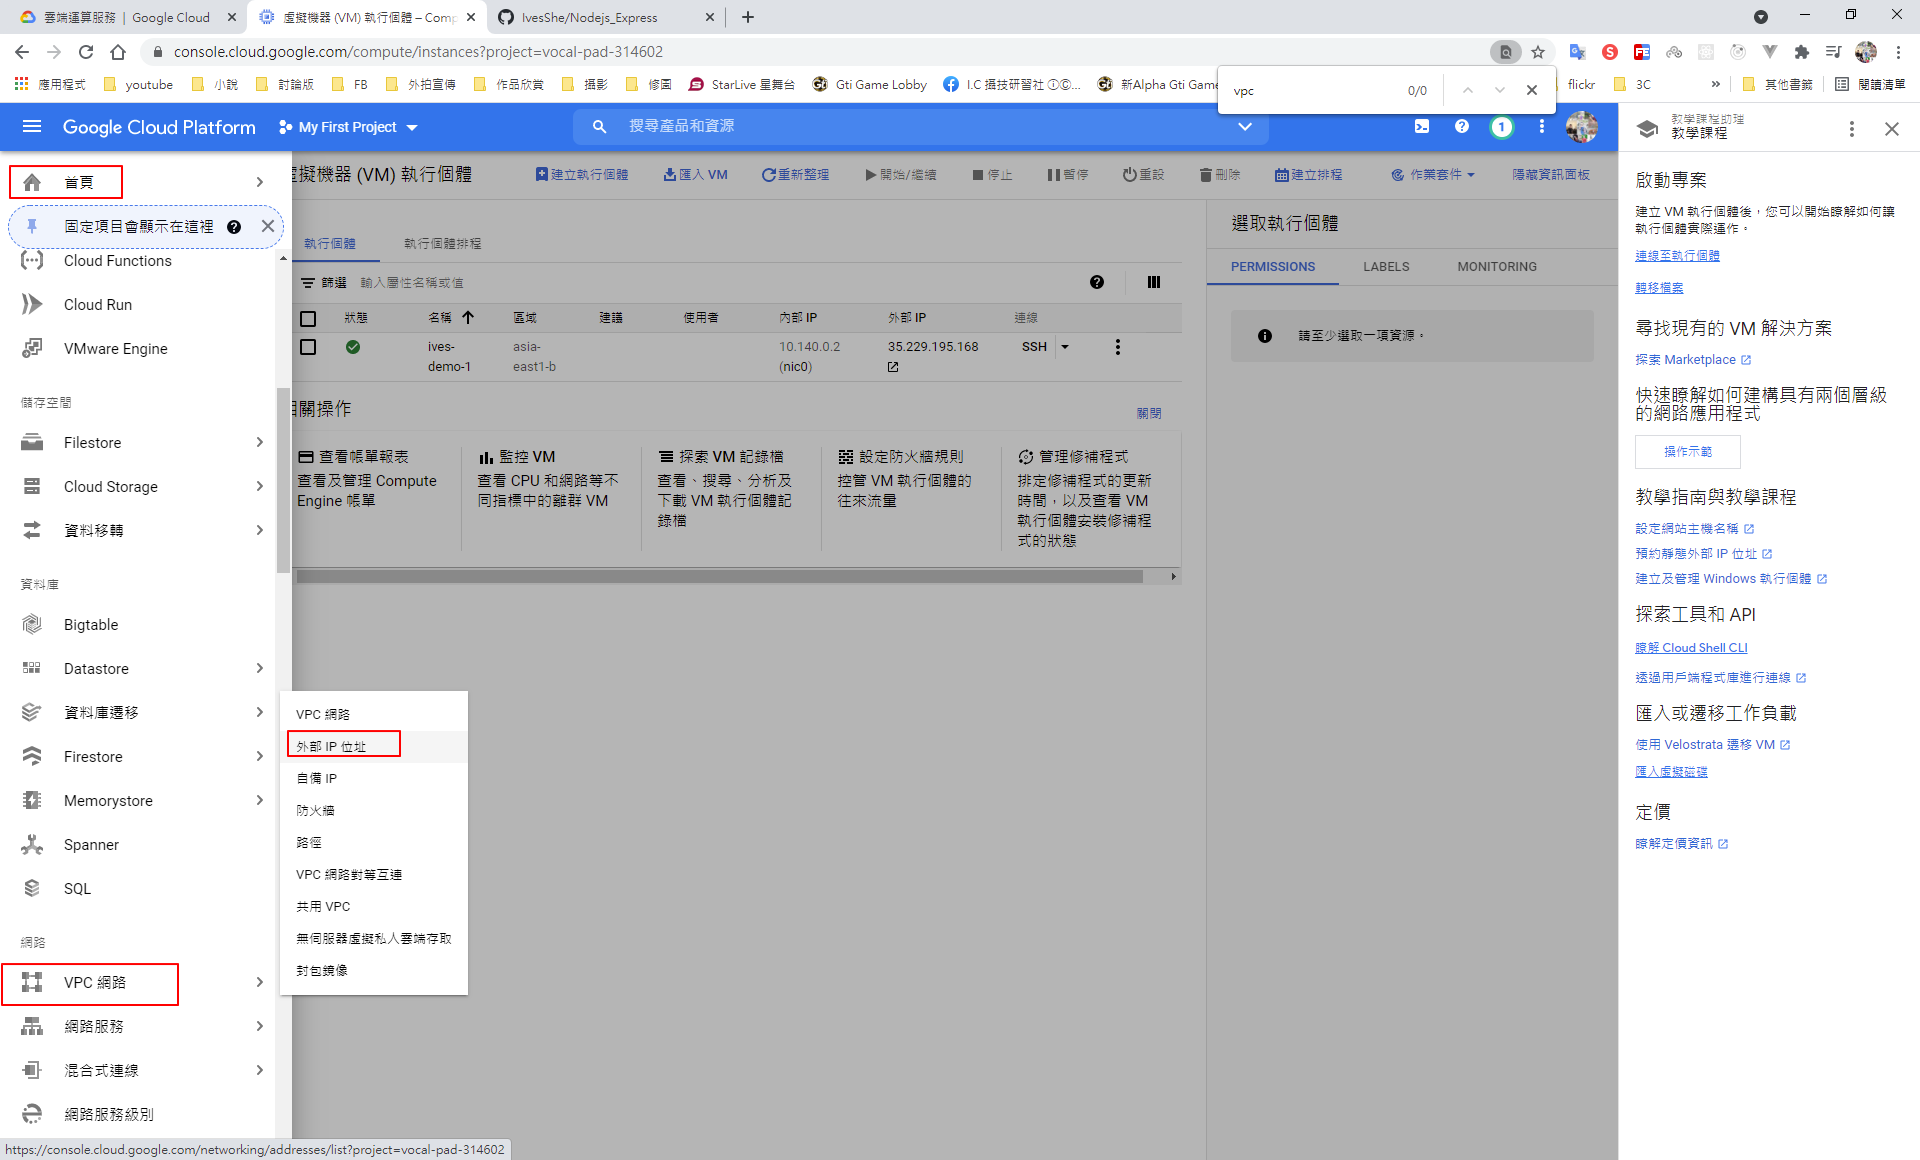 雲端運算服務 | Google Cloud
虛擬機器 (VM) 執行個體 – Comp
IvesShe/Nodejs_Express
console.cloud.google.com/compute/instances?project=vocal-pad-314602
應用程式
youtube
小說
討論版
FB
外拍宣傳
作品欣賞
攝影
修圖
StarLive 星舞台
Gti Game Lobby
I.C 攝技研習社 ⓘⒸ...
新Alpha Gti Game
flickr
3C
»
其他書籤
閱讀清單
vpc
0/0
Google Cloud Platform
My First Project
搜尋產品和資源
1
教學課程助理
教學課程
首頁
固定項目會顯示在這裡
Cloud Functions
Cloud Run
VMware Engine
儲存空間
Filestore
Cloud Storage
資料移轉
資料庫
Bigtable
Datastore
資料庫遷移
Firestore
Memorystore
Spanner
SQL
網路
VPC 網路
網路服務
混合式連線
網路服務級別
虛擬機器 (VM) 執行個體
建立執行個體
匯入 VM
重新整理
開始/繼續
停止
暫停
重設
刪除
建立排程
作業套件
隱藏資訊面板
執行個體
執行個體排程
篩選
輸入屬性名稱或值
狀態
名稱
區域
建議
使用者
內部 IP
外部 IP
連線
ives-
demo-1
asia-
east1-b
10.140.0.2
(nic0)
35.229.195.168
SSH
相關操作
關閉
查看帳單報表
查看及管理 Compute
Engine 帳單
監控 VM
查看 CPU 和網路等不
同指標中的離群 VM
探索 VM 記錄檔
查看、搜尋、分析及
下載 VM 執行個體記
錄檔
設定防火牆規則
控管 VM 執行個體的
往來流量
管理修補程式
排定修補程式的更新
時間，以及查看 VM
執行個體安裝修補程
式的狀態
VPC 網路
外部 IP 位址
自備 IP
防火牆
路徑
VPC 網路對等互連
共用 VPC
無伺服器虛擬私人雲端存取
封包鏡像
選取執行個體
PERMISSIONS
LABELS
MONITORING
請至少選取一項資源。
啟動專案
建立 VM 執行個體後，您可以開始瞭解如何讓
執行個體實際運作。
連線至執行個體
轉移檔案
尋找現有的 VM 解決方案
探索 Marketplace
快速瞭解如何建構具有兩個層級
的網路應用程式
操作示範
教學指南與教學課程
設定網站主機名稱
預約靜態外部 IP 位址
建立及管理 Windows 執行個體
探索工具和 API
瞭解 Cloud Shell CLI
透過用戶端程式庫進行連線
匯入或遷移工作負載
使用 Velostrata 遷移 VM
匯入虛擬磁碟
定價
瞭解定價資訊
https://console.cloud.google.com/networking/addresses/list?project=vocal-pad-314602